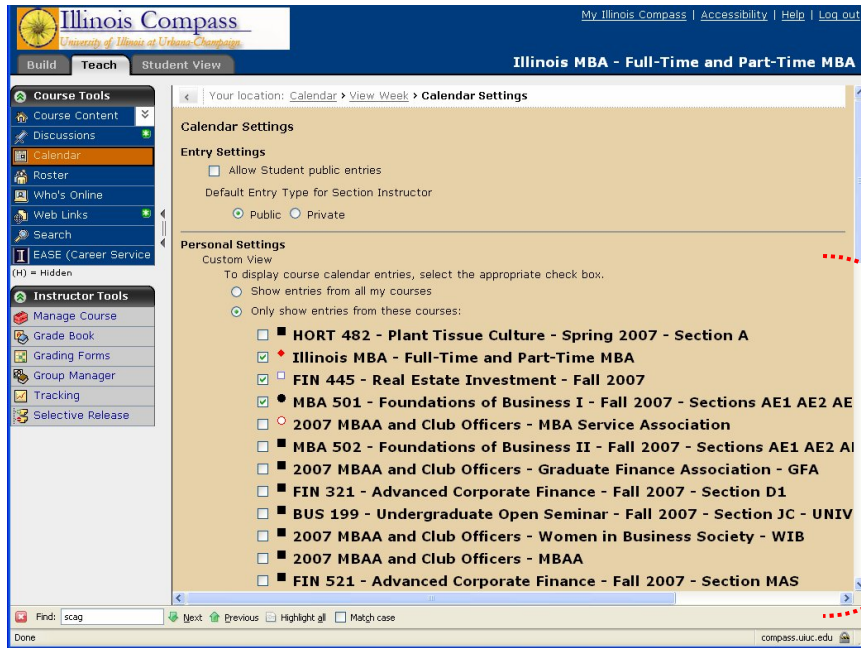 Illinois Compass
University of Illinois at Urbana-Champaign
My Illinois Compass | Accessibility | Help | Log out
Build Teach Student View
Illinois MBA - Full-Time and Part-Time MBA
Course Tools
Course Content
Discussions
Calendar
Roster
Who's Online
Web Links
Search
EASE (Career Service
(H) = Hidden
Instructor Tools
Manage Course
Grade Book
Grading Forms
Group Manager
Tracking
Selective Release
Your location: Calendar › View Week › Calendar Settings
Calendar Settings
Entry Settings
Allow Student public entries
Default Entry Type for Section Instructor
Public Private
Personal Settings
Custom View
To display course calendar entries, select the appropriate check box.
Show entries from all my courses
Only show entries from these courses:
HORT 482 - Plant Tissue Culture - Spring 2007 - Section A
Illinois MBA - Full-Time and Part-Time MBA
FIN 445 - Real Estate Investment - Fall 2007
MBA 501 - Foundations of Business I - Fall 2007 - Sections AE1 AE2 AE
2007 MBAA and Club Officers - MBA Service Association
MBA 502 - Foundations of Business II - Fall 2007 - Sections AE1 AE2 AI
2007 MBAA and Club Officers - Graduate Finance Association - GFA
FIN 321 - Advanced Corporate Finance - Fall 2007 - Section D1
BUS 199 - Undergraduate Open Seminar - Fall 2007 - Section JC - UNIV
2007 MBAA and Club Officers - Women in Business Society - WIB
2007 MBAA and Club Officers - MBAA
FIN 521 - Advanced Corporate Finance - Fall 2007 - Section MAS
Find: scag Next Previous Highlight all Match case
Done compass.uiuc.edu